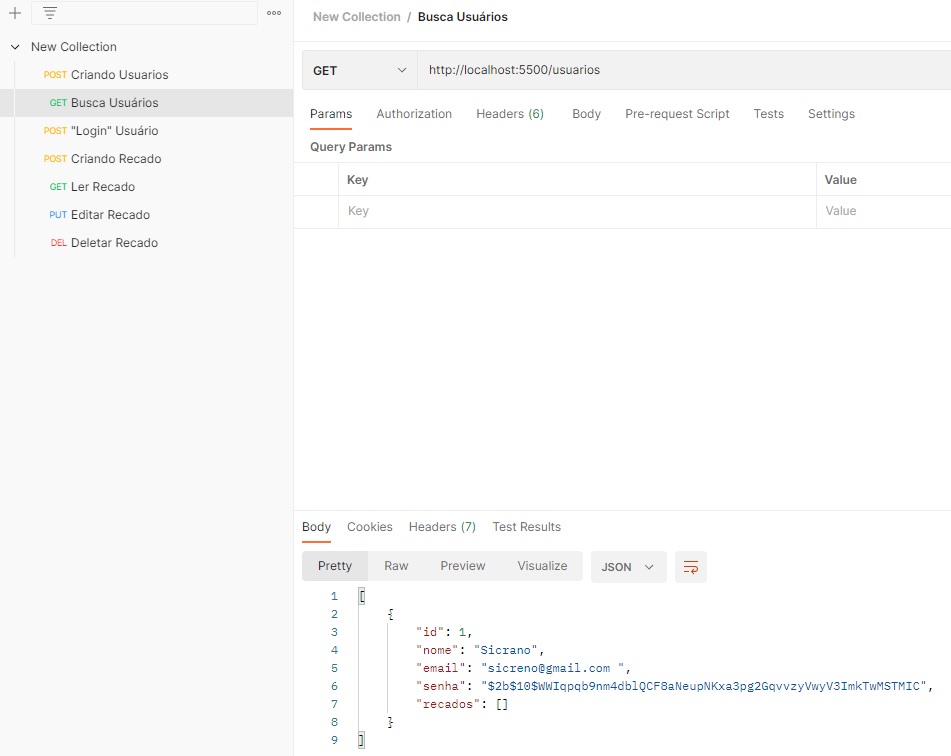 New Collection / Busca Usuários
New Collection
POST Criando Usuarios
GET Busca Usuários
POST "Login" Usuário
POST Criando Recado
GET Ler Recado
PUT Editar Recado
DEL Deletar Recado
GET http://localhost:5500/usuarios
Params Authorization Headers (6) Body Pre-request Script Tests Settings
Query Params
Key Value
Key Value
Body Cookies Headers (7) Test Results
Pretty Raw Preview Visualize JSON
1 [
2 {
3 "id": 1,
4 "nome": "Sicrano",
5 "email": "sicreno@gmail.com ",
6 "senha": "$2b$10$WWIqpqb9nm4dblQCF8aNeupNKxa3pg2GqvvzyVwyV3ImkTwMSTMIC",
7 "recados": []
8 }
9 ]